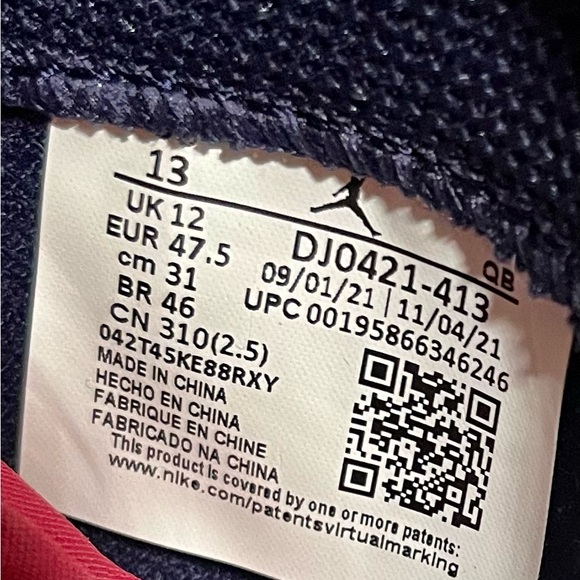 13
UK 12
EUR 47.5
cm 31
BR 46
CN 310(2.5)
042T45KE88RXY
MADE IN CHINA
HECHO EN CHINA
FABRIQUE EN CHINE
FABRICADO NA CHINA
This product is covered by one or more patents:
www.nike.com/patentsvirtualmarking
QB
DJ0421-413
09/01/21 | 11/04/21
UPC 00195866346246